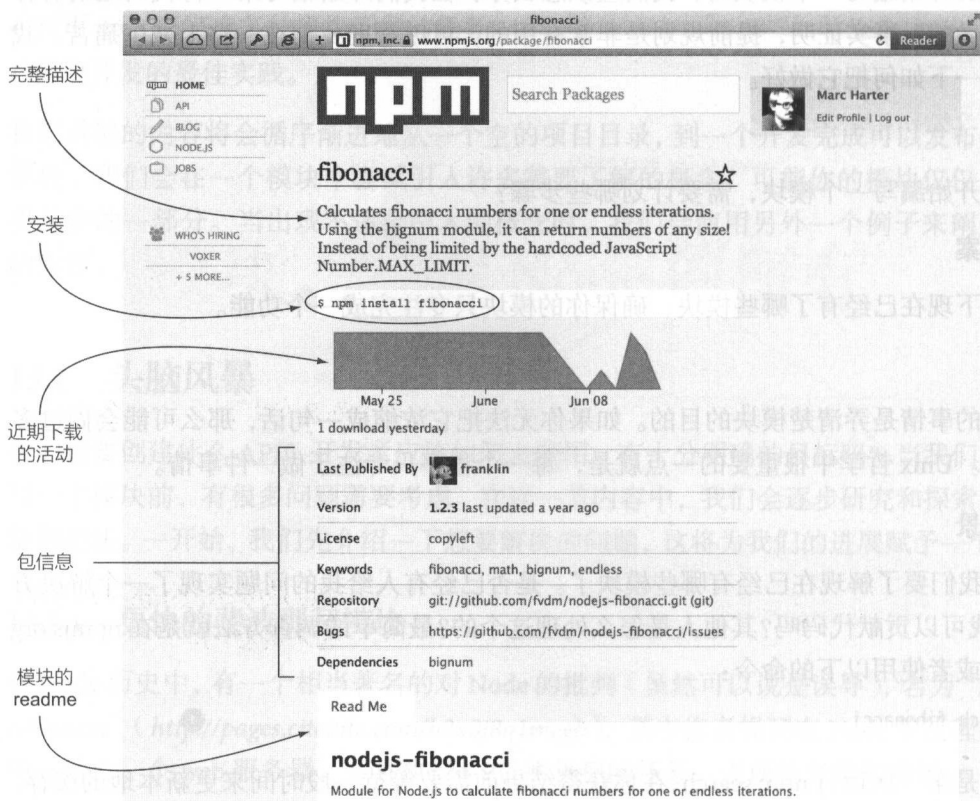 fibonacci
npm, Inc. www.npmjs.org/package/fibonacci
Reader
完整描述
npm HOME
API
BLOG
NODE.JS
JOBS
WHO'S HIRING
VOXER
+ 5 MORE...
npm
Search Packages
Marc Harter
Edit Profile | Log out
fibonacci
Calculates fibonacci numbers for one or endless iterations.
Using the bignum module, it can return numbers of any size!
Instead of being limited by the hardcoded JavaScript
Number.MAX_LIMIT.
安装
$ npm install fibonacci
May 25 June Jun 08
近期下载
的活动
1 downloads yesterday
Last Published By franklin
Version 1.2.3 last updated a year ago
包信息
License copyleft
Keywords fibonacci, math, bignum, endless
Repository git://github.com/fvdm/nodejs-fibonacci.git (git)
Bugs https://github.com/fvdm/nodejs-fibonacci/issues
Dependencies bignum
模块的
readme
Read Me
nodejs-fibonacci
Module for Node.js to calculate fibonacci numbers for one or endless iterations.